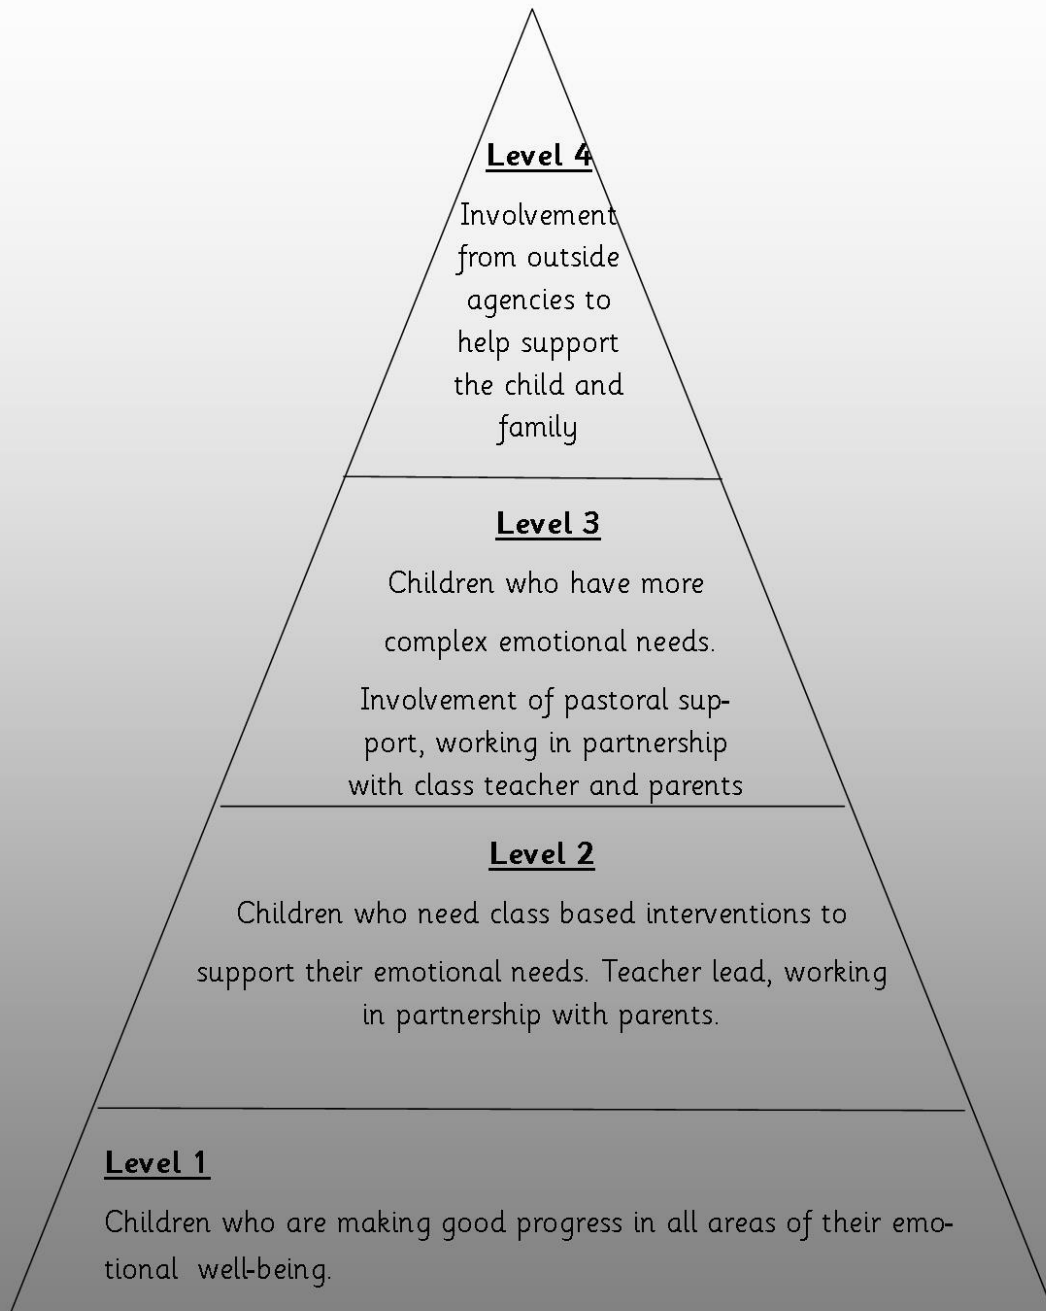 Level 4
Involvement
from outside
agencies to
help support
the child and
family
Level 3
Children who have more
complex emotional needs.
Involvement of pastoral sup-
port, working in partnership
with class teacher and parents
Level 2
Children who need class based interventions to
support their emotional needs. Teacher lead, working
in partnership with parents.
Level 1
Children who are making good progress in all areas of their emo-
tional  well-being.